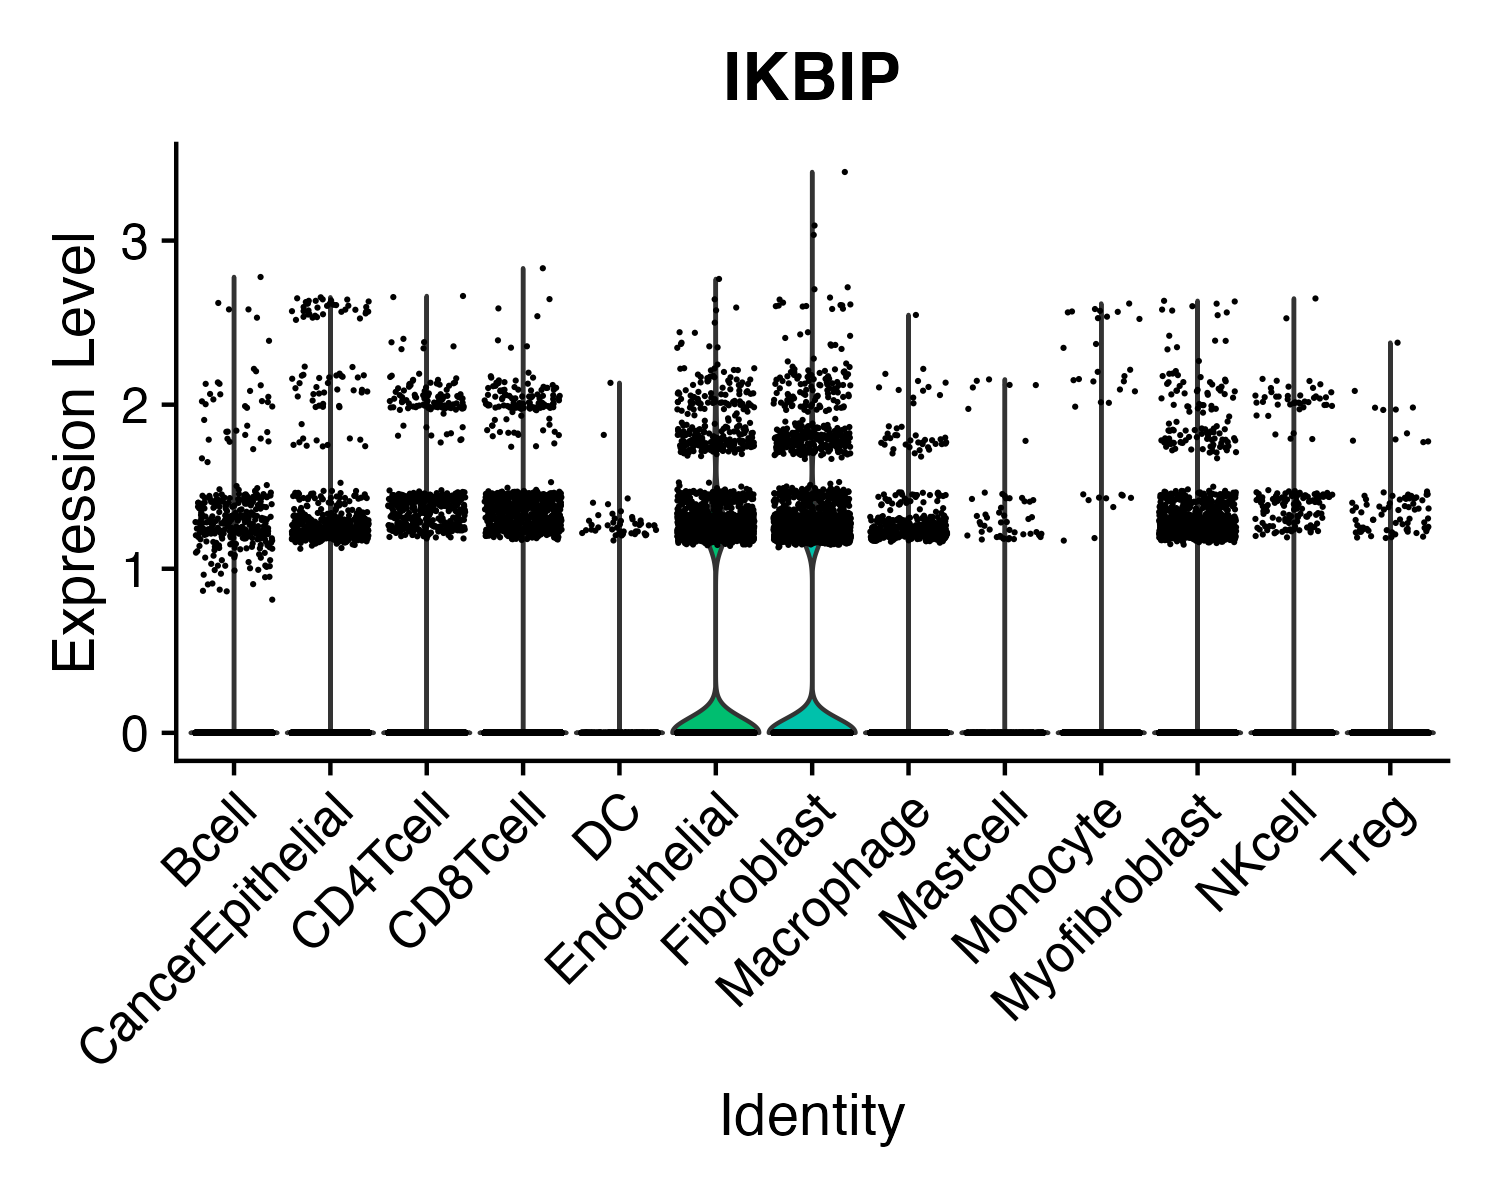 IKBIP
Expression Level
3
2
1
0
Bcell
CancerEpithelial
CD4Tcell
CD8Tcell
DC
Endothelial
Fibroblast
Macrophage
Mastcell
Monocyte
Myofibroblast
NKcell
Treg
Identity